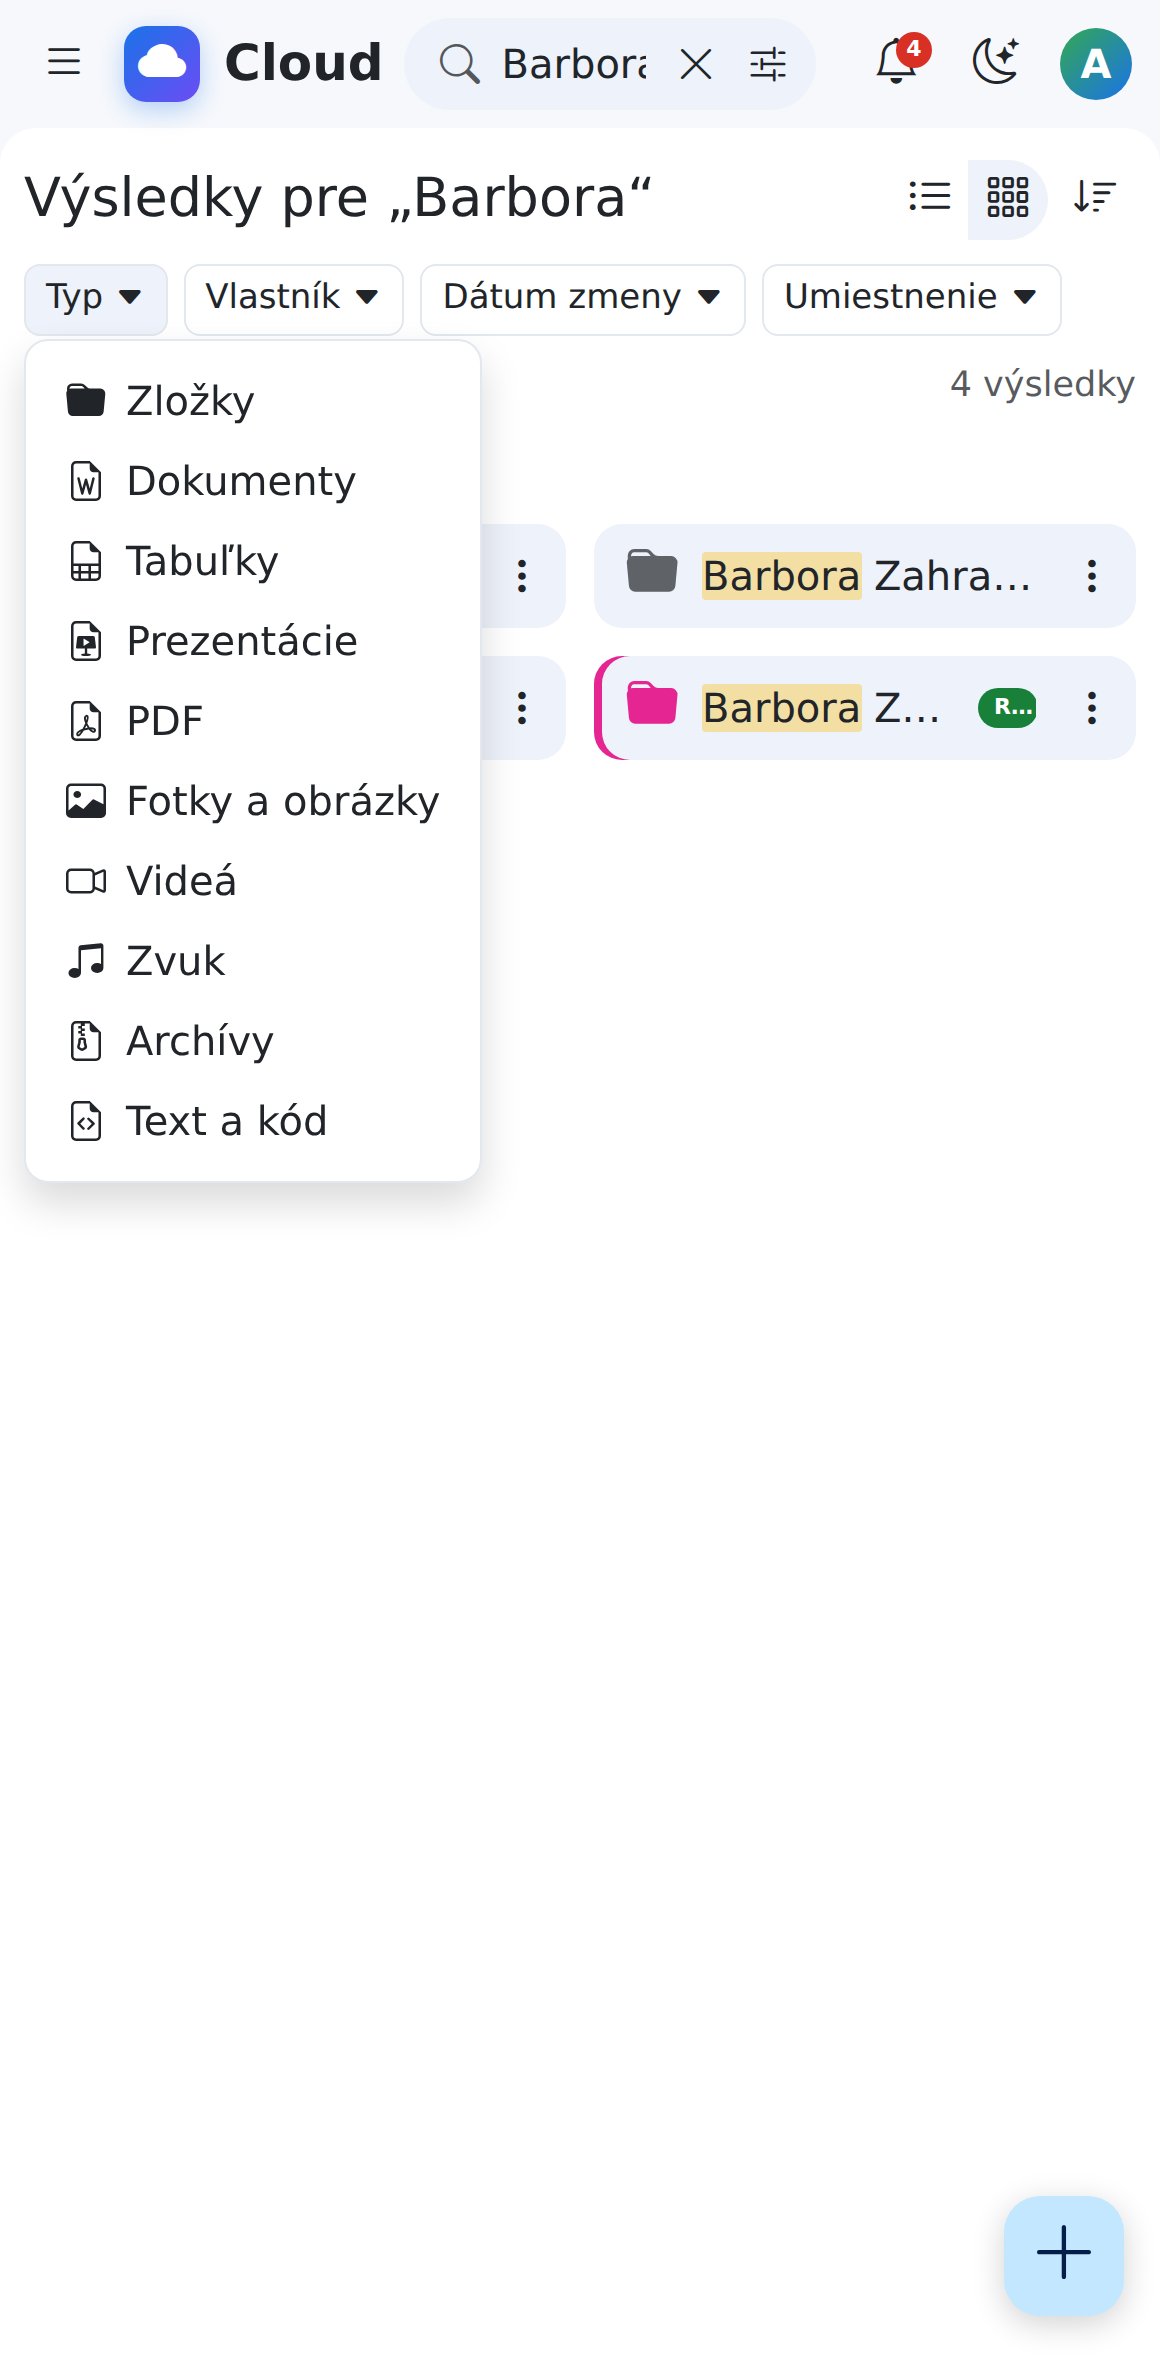 Cloud
Barbora
4
A
Výsledky pre „Barbora“
Typ
Vlastník
Dátum zmeny
Umiestnenie
4 výsledky
Zložky
Dokumenty
Tabuľky
Prezentácie
PDF
Fotky a obrázky
Videá
Zvuk
Archívy
Text a kód
Barbora Zahra...
Barbora Z...
R...